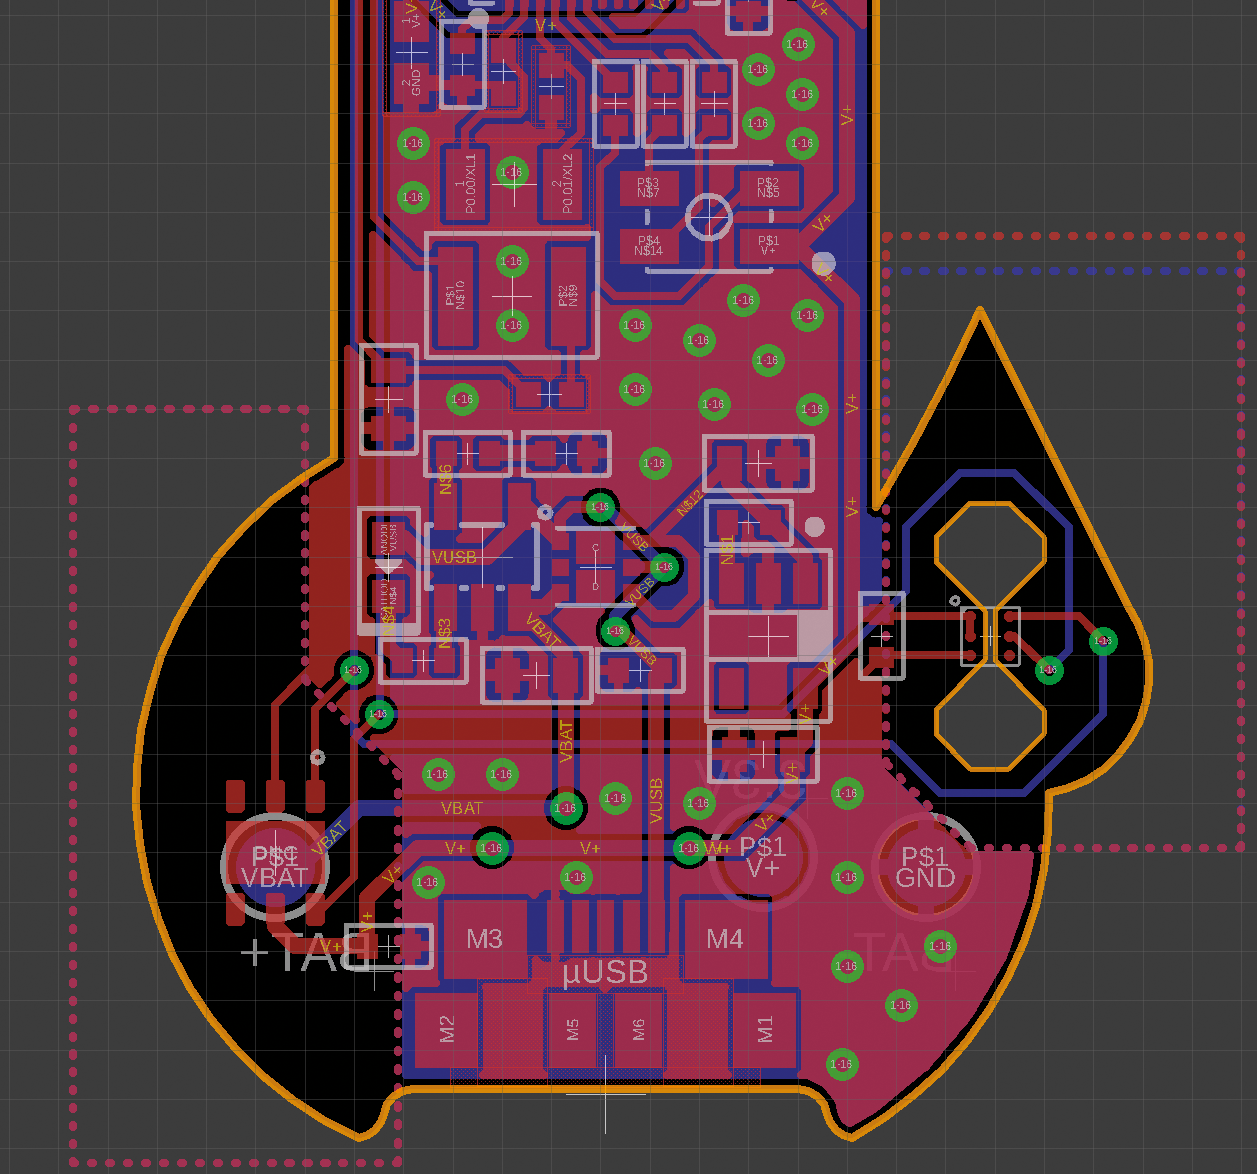 1
V+
V+
V+
V+
V+
V+
2
GND
1-16
1-16
1-16
1-16
1-16
V+
1-16
1-16
1-16
1
P0.00/XL1
2
P0.01/XL2
P$3
N$7
P$2
N$5
V+
P$4
N$14
P$1
V+
1-16
P$1
N$10
P$2
N$9
1-16
1-16
1-16
1-16
1-16
1-16
1-16
1-16
1-16
1-16
V+
1-16
N$6
N$12
V+
1-16
VUSB
VUSB
C
D
N$1
VUSB
1-16
VUSB
N$4
N$4
N$3
VBAT
1-16
VUSB
V+
1-16
1-16
1-16
1-16
V+
VBAT
1-16
1-16
V+
3.3V
VUSB
1-16
1-16
1-16
VBAT
1-16
VBAT
V+
1-16
V+
V+
1-16
P$1
V+
P$1
GND
P$1
VBAT
V+
1-16
1-16
1-16
V+
V+
BAT+
M3
M4
1-16
BAT-
1-16
µUSB
1-16
M2
M5
M6
M1
1-16